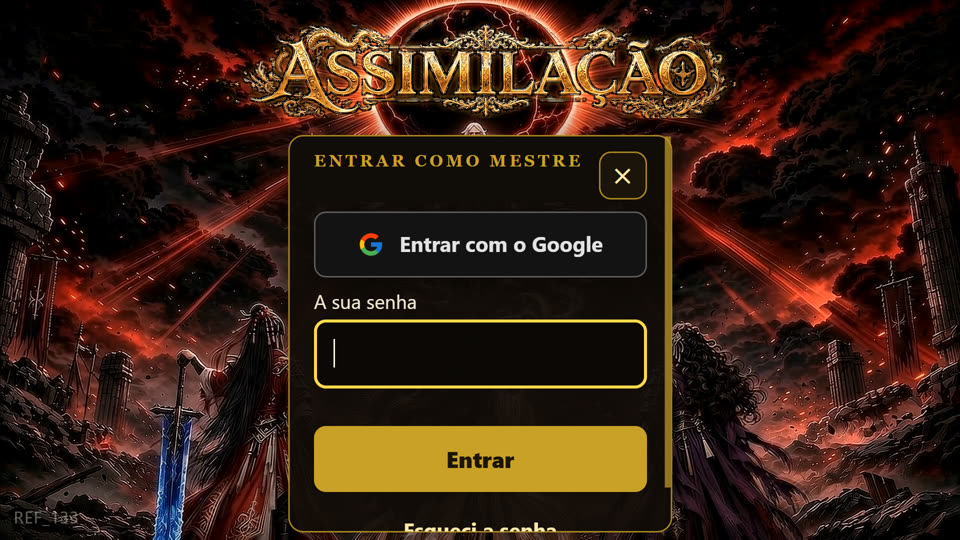 ASSIMILAÇÃO
ENTRAR COMO MESTRE
Entrar com o Google
A sua senha
Entrar
Esqueci a senha
REF_133